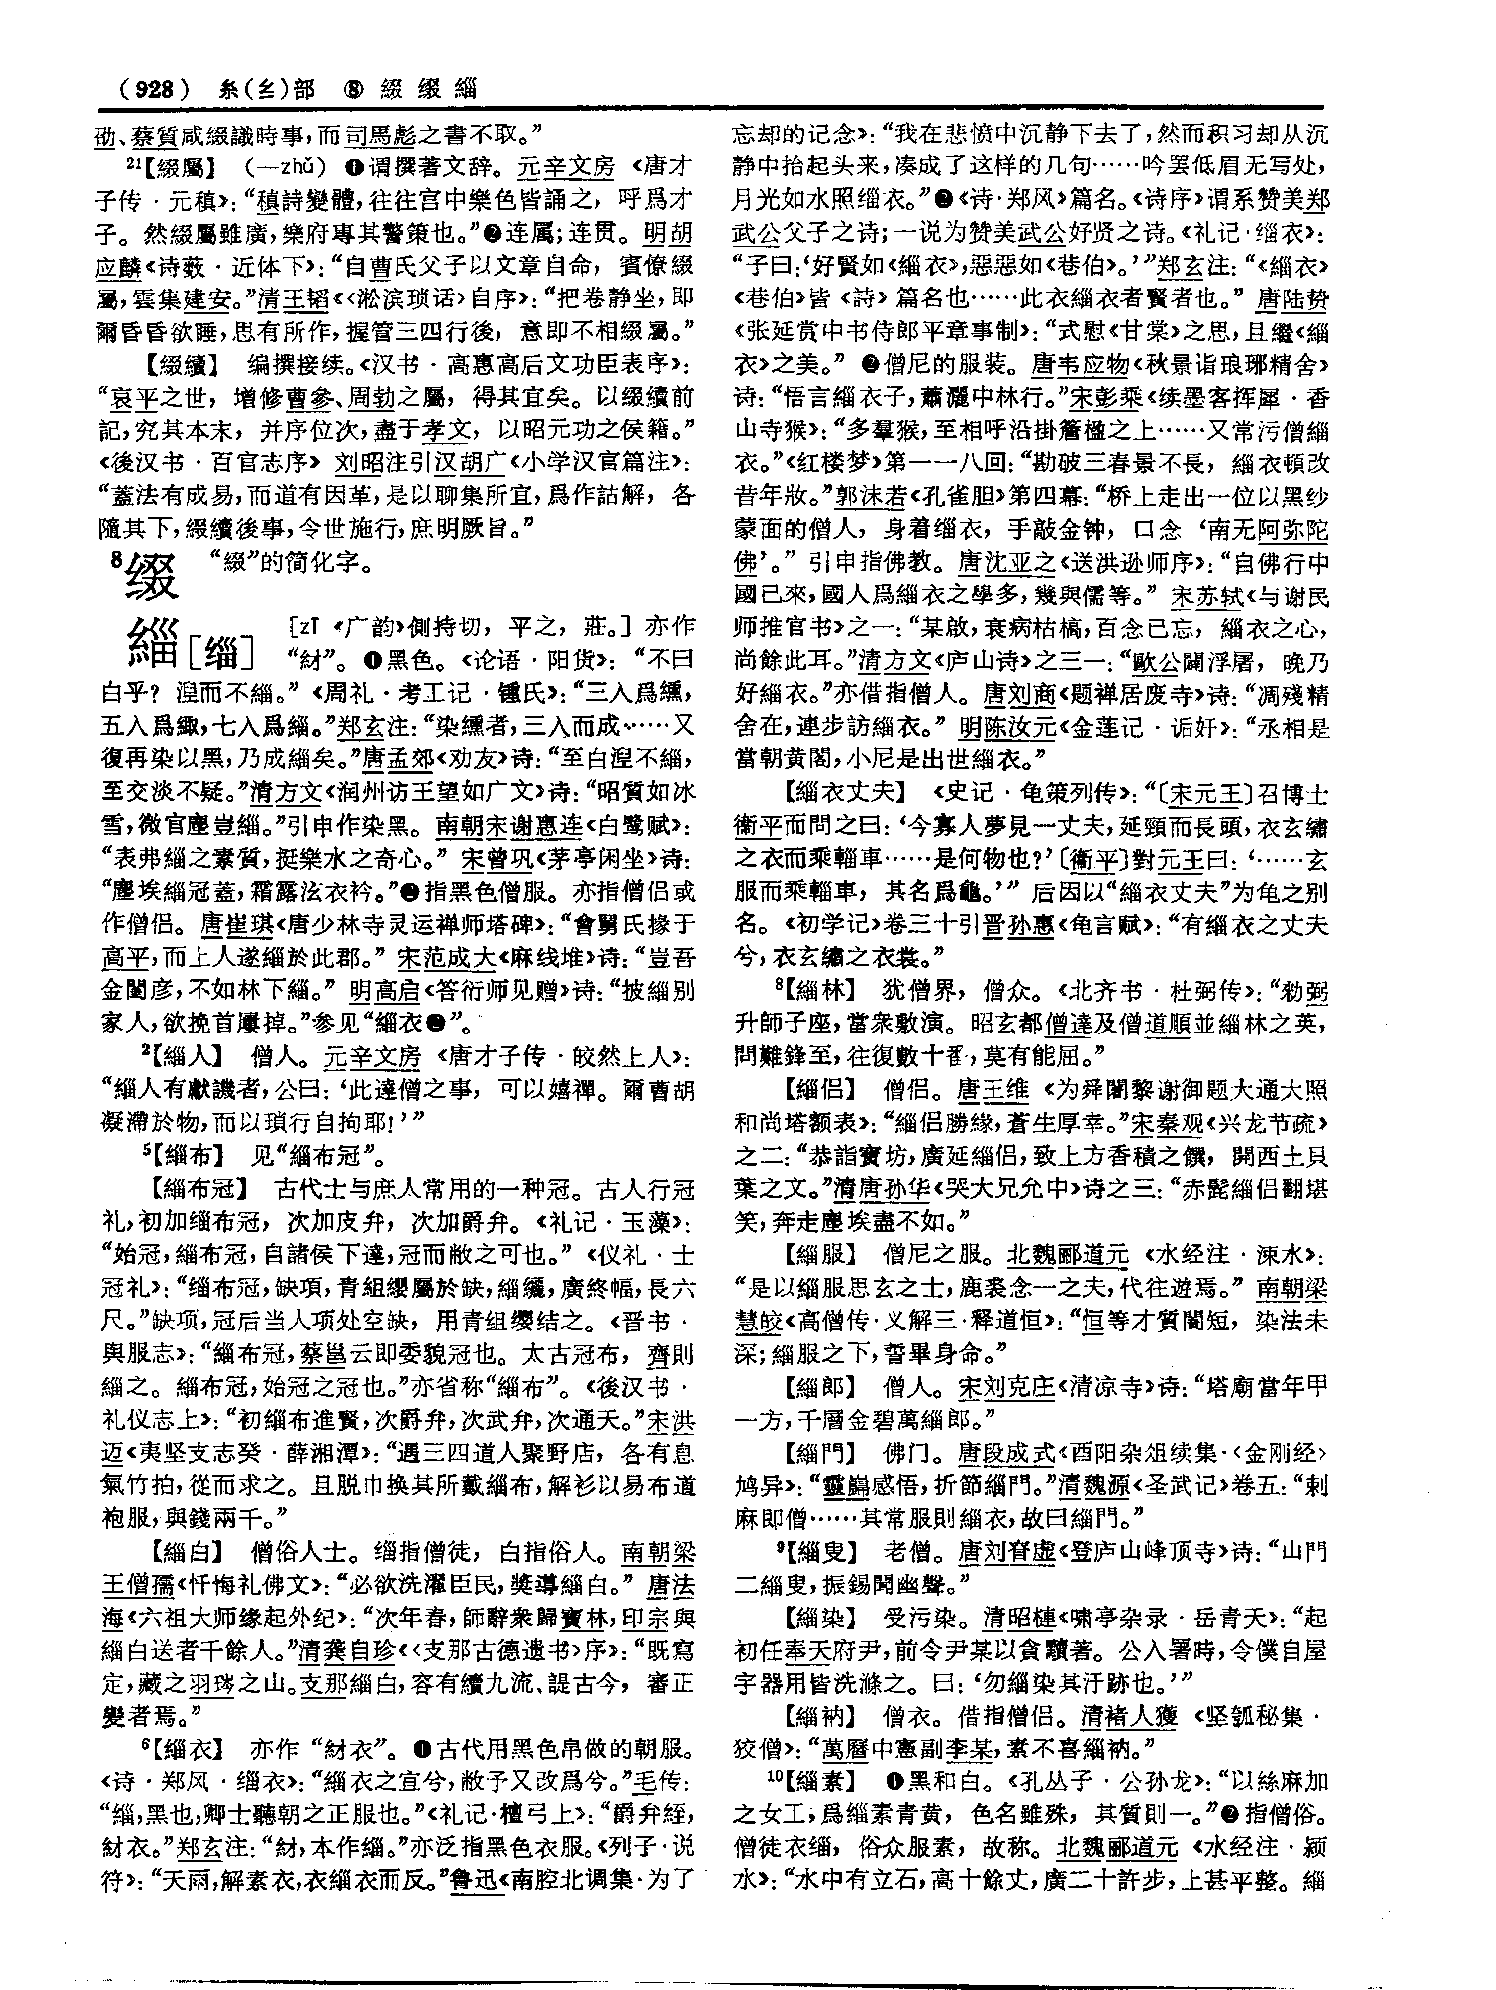 (928) 糸(纟)部 ⑧ 綴 缀 緇
劭、蔡質咸綴識時事，而司馬彪之書不取。”
²¹【綴屬】 (—zhǔ) ❶谓撰著文辞。元辛文房《唐才
子传·元稹》：“稹詩變體，往往宫中樂色皆誦之，呼爲才
子。然綴屬雖廣，樂府專其警策也。”❷连属；连贯。明胡
应麟《诗薮·近体下》：“自曹氏父子以文章自命，賓僚綴
屬，雲集建安。”清王韬《〈淞滨琐话〉自序》：“把卷静坐，即
爾昏昏欲睡，思有所作，握管三四行後，意即不相綴屬。”
【綴續】 编撰接续。《汉书·高惠高后文功臣表序》：
“哀平之世，增修曹參、周勃之屬，得其宜矣。以綴續前
記，究其本末，并序位次，盡于孝文，以昭元功之侯籍。”
《後汉书·百官志序》刘昭注引汉胡广《小学汉官篇注》：
“蓋法有成易，而道有因革，是以聊集所宜，爲作詁解，各
隨其下，綴續後事，令世施行，庶明厥旨。”
⁸缀 “綴”的简化字。
緇[缁] [zī 《广韵》側持切，平之，莊。] 亦作
“紂”。❶黑色。《论语·阳货》：“不曰
白乎？涅而不緇。”《周礼·考工记·锺氏》：“三入爲纁，
五入爲緅，七入爲緇。”郑玄注：“染纁者，三入而成……又
復再染以黑，乃成緇矣。”唐孟郊《劝友》诗：“至白涅不緇，
至交淡不疑。”清方文《润州访王望如广文》诗：“昭質如冰
雪，微官塵豈緇。”引申作染黑。南朝宋谢惠连《白鹭赋》：
“表弗緇之素質，挺樂水之奇心。”宋曾巩《茅亭闲坐》诗：
“塵埃緇冠蓋，霜露泫衣衿。”❷指黑色僧服。亦指僧侣或
作僧侣。唐崔琪《唐少林寺灵运禅师塔碑》：“會舅氏掾于
高平，而上人遂緇於此郡。”宋范成大《麻线堆》诗：“豈吾
金閨彦，不如林下緇。”明高启《答衍师见赠》诗：“披緇别
家人，欲挽首屢掉。”参见“緇衣❷”。
²【緇人】 僧人。元辛文房《唐才子传·皎然上人》：
“緇人有獻譏者，公曰：‘此達僧之事，可以嬉禪。爾曹胡
凝滯於物，而以瑣行自拘耶！’”
⁵【緇布】 见“緇布冠”。
【緇布冠】 古代士与庶人常用的一种冠。古人行冠
礼，初加缁布冠，次加皮弁，次加爵弁。《礼记·玉藻》：
“始冠，緇布冠，自諸侯下達，冠而敝之可也。”《仪礼·士
冠礼》：“缁布冠，缺項，青組纓屬於缺，緇纚，廣終幅，長六
尺。”缺项，冠后当人项处空缺，用青组缨结之。《晋书·
舆服志》：“緇布冠，蔡邕云即委貌冠也。太古冠布，齊則
緇之。緇布冠，始冠之冠也。”亦省称“緇布”。《後汉书·
礼仪志上》：“初緇布進賢，次爵弁，次武弁，次通天。”宋洪
迈《夷坚支志癸·薛湘潭》：“遇三四道人聚野店，各有息
氣竹拍，從而求之。且脱巾换其所戴緇布，解衫以易布道
袍服，與錢兩千。”
【緇白】 僧俗人士。缁指僧徒，白指俗人。南朝梁
王僧孺《忏悔礼佛文》：“必欲洗濯臣民，奬導緇白。”唐法
海《六祖大师缘起外纪》：“次年春，師辭衆歸寶林，印宗與
緇白送者千餘人。”清龚自珍《〈支那古德遗书〉序》：“既寫
定，藏之羽琌之山。支那緇白，容有續九流、諟古今，審正
變者焉。”
⁶【緇衣】 亦作“紂衣”。❶古代用黑色帛做的朝服。
《诗·郑风·缁衣》：“緇衣之宜兮，敝予又改爲兮。”毛传：
“緇，黑也，卿士聽朝之正服也。”《礼记·檀弓上》：“爵弁絰，
紂衣。”郑玄注：“紂，本作緇。”亦泛指黑色衣服。《列子·说
符》：“天雨，解素衣，衣緇衣而反。”鲁迅《南腔北调集·为了
忘却的记念》：“我在悲愤中沉静下去了，然而积习却从沉
静中抬起头来，凑成了这样的几句……吟罢低眉无写处，
月光如水照缁衣。”❷《诗·郑风》篇名。《诗序》谓系赞美郑
武公父子之诗；一说为赞美武公好贤之诗。《礼记·缁衣》：
“子曰：‘好賢如《緇衣》，惡惡如《巷伯》。’”郑玄注：“《緇衣》
《巷伯》皆《詩》篇名也……此衣緇衣者賢者也。”唐陆贽
《张延赏中书侍郎平章事制》：“式慰《甘棠》之思，且繼《緇
衣》之美。”❷僧尼的服装。唐韦应物《秋景诣琅琊精舍》
诗：“悟言緇衣子，蕭灑中林行。”宋彭乘《续墨客挥犀·香
山寺猴》：“多羣猴，至相呼沿掛簷楹之上……又常污僧緇
衣。”《红楼梦》第一一八回：“勘破三春景不長，緇衣頓改
昔年妝。”郭沫若《孔雀胆》第四幕：“桥上走出一位以黑纱
蒙面的僧人，身着缁衣，手敲金钟，口念‘南无阿弥陀
佛’。”引申指佛教。唐沈亚之《送洪逊师序》：“自佛行中
國已來，國人爲緇衣之學多，幾與儒等。”宋苏轼《与谢民
师推官书》之一：“某啟，衰病枯槁，百念已忘，緇衣之心，
尚餘此耳。”清方文《庐山诗》之三一：“歐公闢浮屠，晚乃
好緇衣。”亦借指僧人。唐刘商《题禅居废寺》诗：“凋殘精
舍在，連步訪緇衣。”明陈汝元《金莲记·诟奸》：“丞相是
當朝黄閣，小尼是出世緇衣。”
【緇衣丈夫】 《史记·龟策列传》：“〔宋元王〕召博士
衛平而問之曰：‘今寡人夢見一丈夫，延頸而長頭，衣玄繡
之衣而乘輜車……是何物也？’〔衛平〕對元王曰：‘……玄
服而乘輜車，其名爲龜。’”后因以“緇衣丈夫”为龟之别
名。《初学记》卷三十引晋孙惠《龟言赋》：“有緇衣之丈夫
兮，衣玄繡之衣裳。”
⁸【緇林】 犹僧界，僧众。《北齐书·杜弼传》：“勑弼
升師子座，當衆敷演。昭玄都僧達及僧道順並緇林之英，
問難鋒至，往復數十番，莫有能屈。”
【緇侣】 僧侣。唐王维《为舜闍黎谢御题大通大照
和尚塔额表》：“緇侣勝緣，蒼生厚幸。”宋秦观《兴龙节疏》
之二：“恭詣寶坊，廣延緇侣，致上方香積之饌，開西土貝
葉之文。”清唐孙华《哭大兄允中》诗之三：“赤髭緇侣翻堪
笑，奔走塵埃盡不如。”
【緇服】 僧尼之服。北魏郦道元《水经注·涑水》：
“是以緇服思玄之士，鹿裘念一之夫，代往遊焉。”南朝梁
慧皎《高僧传·义解三·释道恒》：“恒等才質闇短，染法未
深；緇服之下，誓畢身命。”
【緇郎】 僧人。宋刘克庄《清凉寺》诗：“塔廟當年甲
一方，千層金碧萬緇郎。”
【緇門】 佛门。唐段成式《酉阳杂俎续集·〈金刚经〉
鸠异》：“靈巋感悟，折節緇門。”清魏源《圣武记》卷五：“剌
麻即僧……其常服則緇衣，故曰緇門。”
⁹【緇叟】 老僧。唐刘眘虚《登庐山峰顶寺》诗：“山門
二緇叟，振錫聞幽聲。”
【緇染】 受污染。清昭梿《啸亭杂录·岳青天》：“起
初任奉天府尹，前令尹某以貪黷著。公入署時，令僕自屋
宇器用皆洗滌之。曰：‘勿緇染其汙跡也。’”
【緇衲】 僧衣。借指僧侣。清褚人獲《坚瓠秘集·
狡僧》：“萬曆中憲副李某，素不喜緇衲。”
¹⁰【緇素】 ❶黑和白。《孔丛子·公孙龙》：“以絲麻加
之女工，爲緇素青黄，色名雖殊，其質則一。”❷指僧俗。
僧徒衣缁，俗众服素，故称。北魏郦道元《水经注·颍
水》：“水中有立石，高十餘丈，廣二十許步，上甚平整。緇